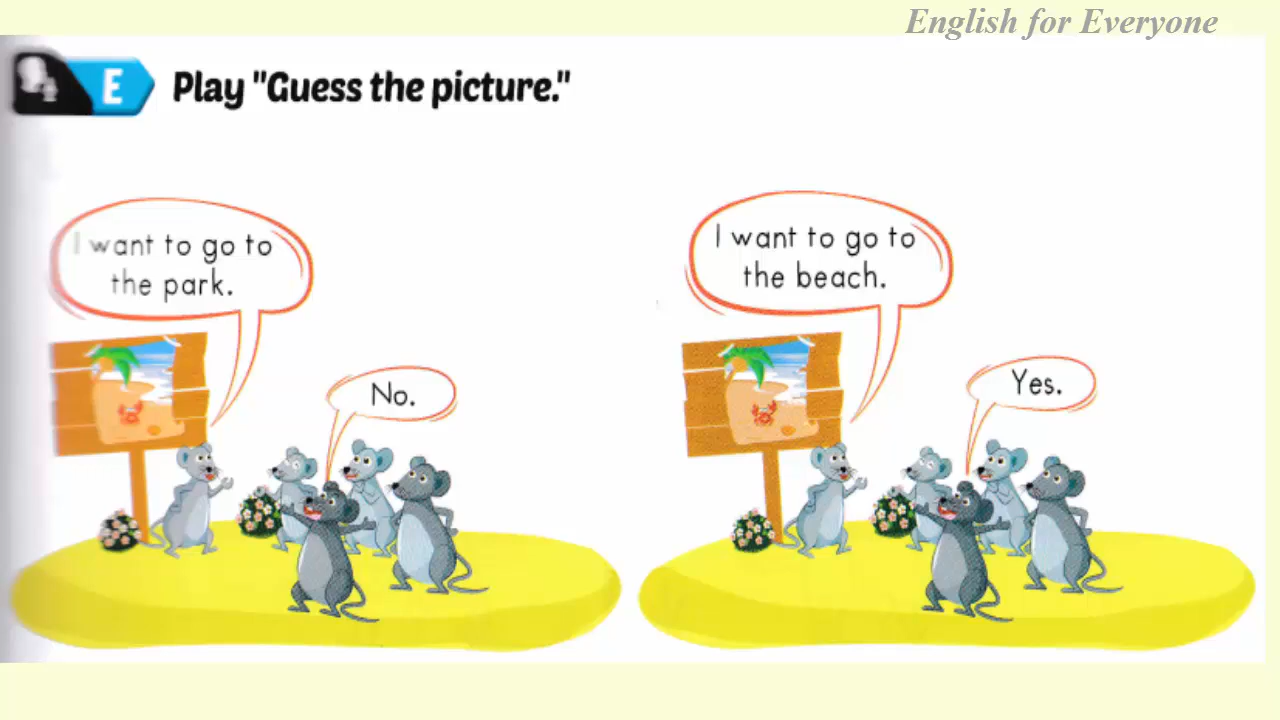 English for Everyone
E Play "Guess the picture."
I want to go to
the park.
No.
I want to go to
the beach.
Yes.